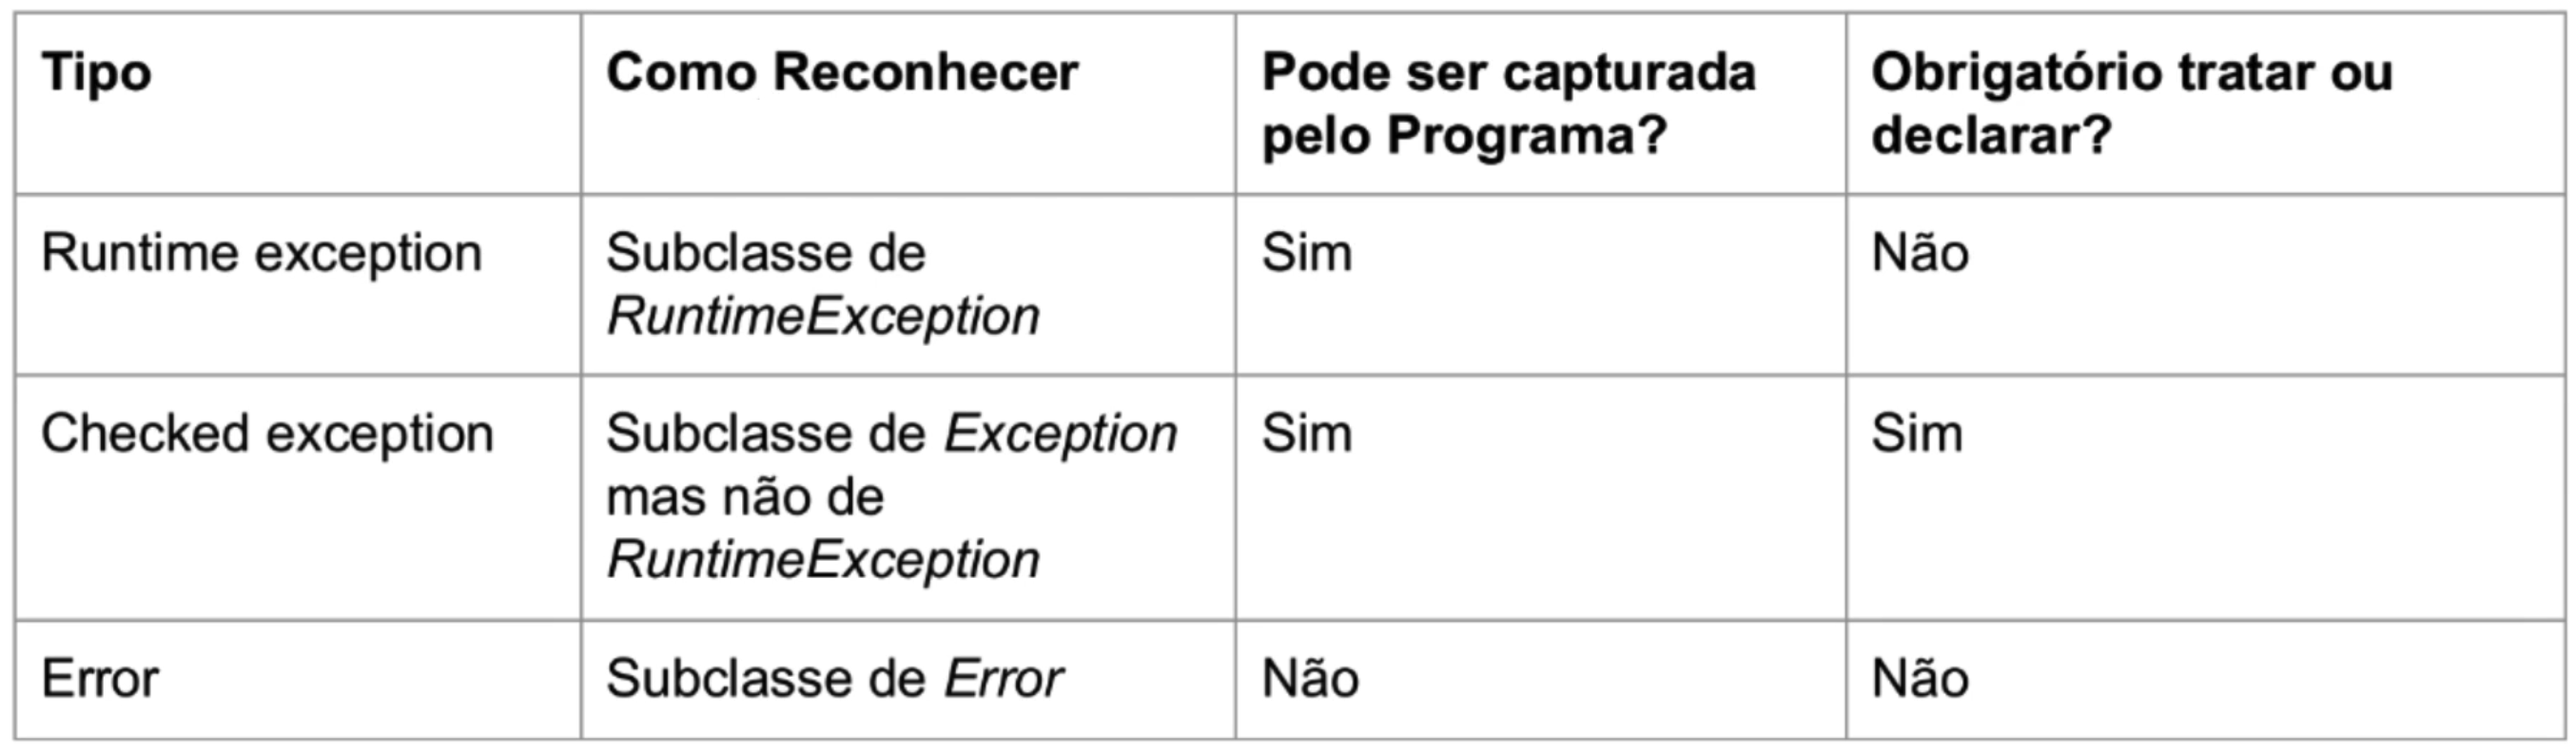 Tipo
Como Reconhecer
Pode ser capturada
pelo Programa?
Obrigatório tratar ou
declarar?
Runtime exception
Subclasse de
RuntimeException
Sim
Não
Checked exception
Subclasse de Exception
mas não de
RuntimeException
Sim
Sim
Error
Subclasse de Error
Não
Não